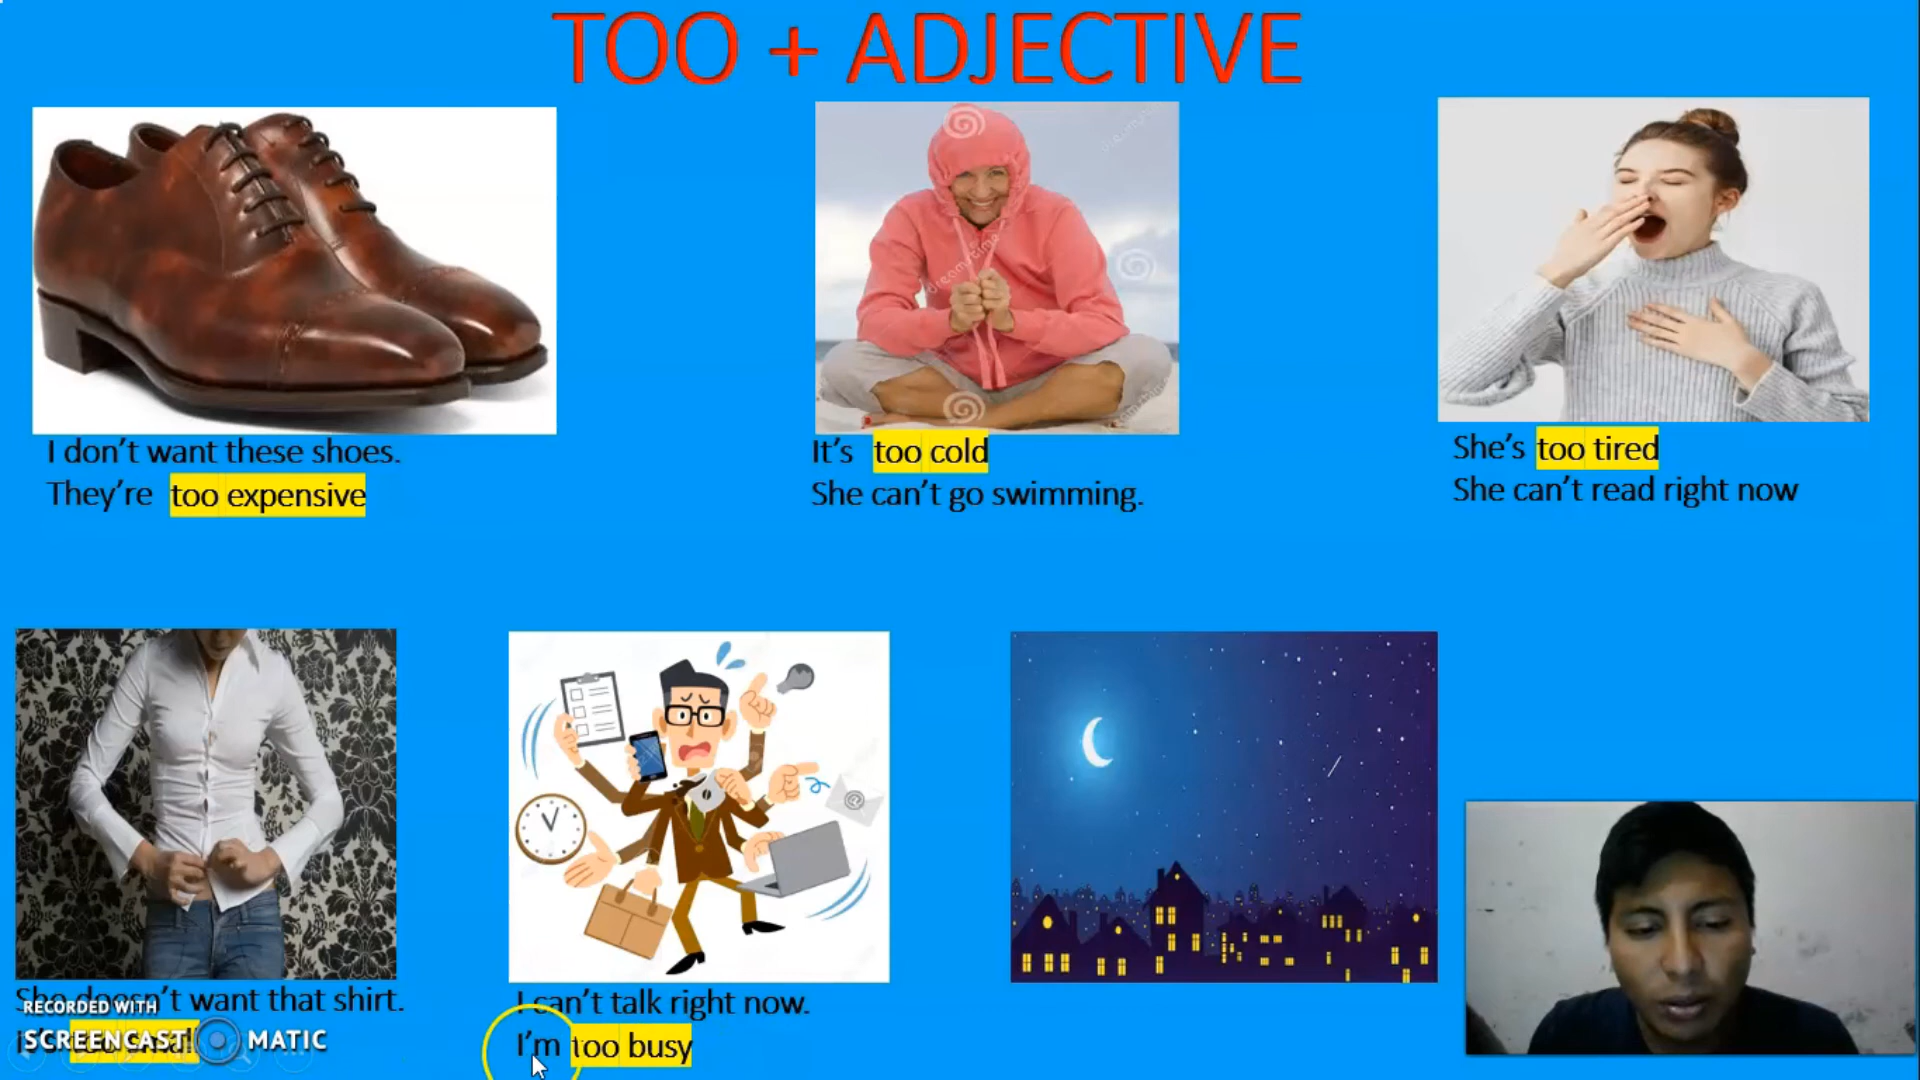 TOO + ADJECTIVE
I don't want these shoes.
They're too expensive
It's too cold
She can't go swimming.
She's too tired
She can't read right now
She doesn't want that shirt.
I can't talk right now.
I'm too busy
RECORDED WITH
SCREENCAST MATIC